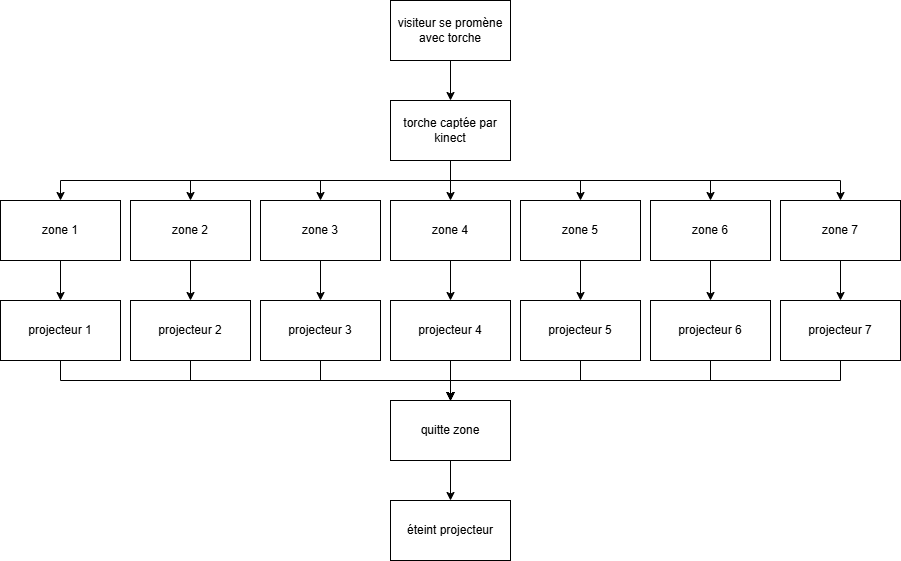 visiteur se promène
avec torche
torche captée par
kinect
zone 1
zone 2
zone 3
zone 4
zone 5
zone 6
zone 7
projecteur 1
projecteur 2
projecteur 3
projecteur 4
projecteur 5
projecteur 6
projecteur 7
quitte zone
éteint projecteur